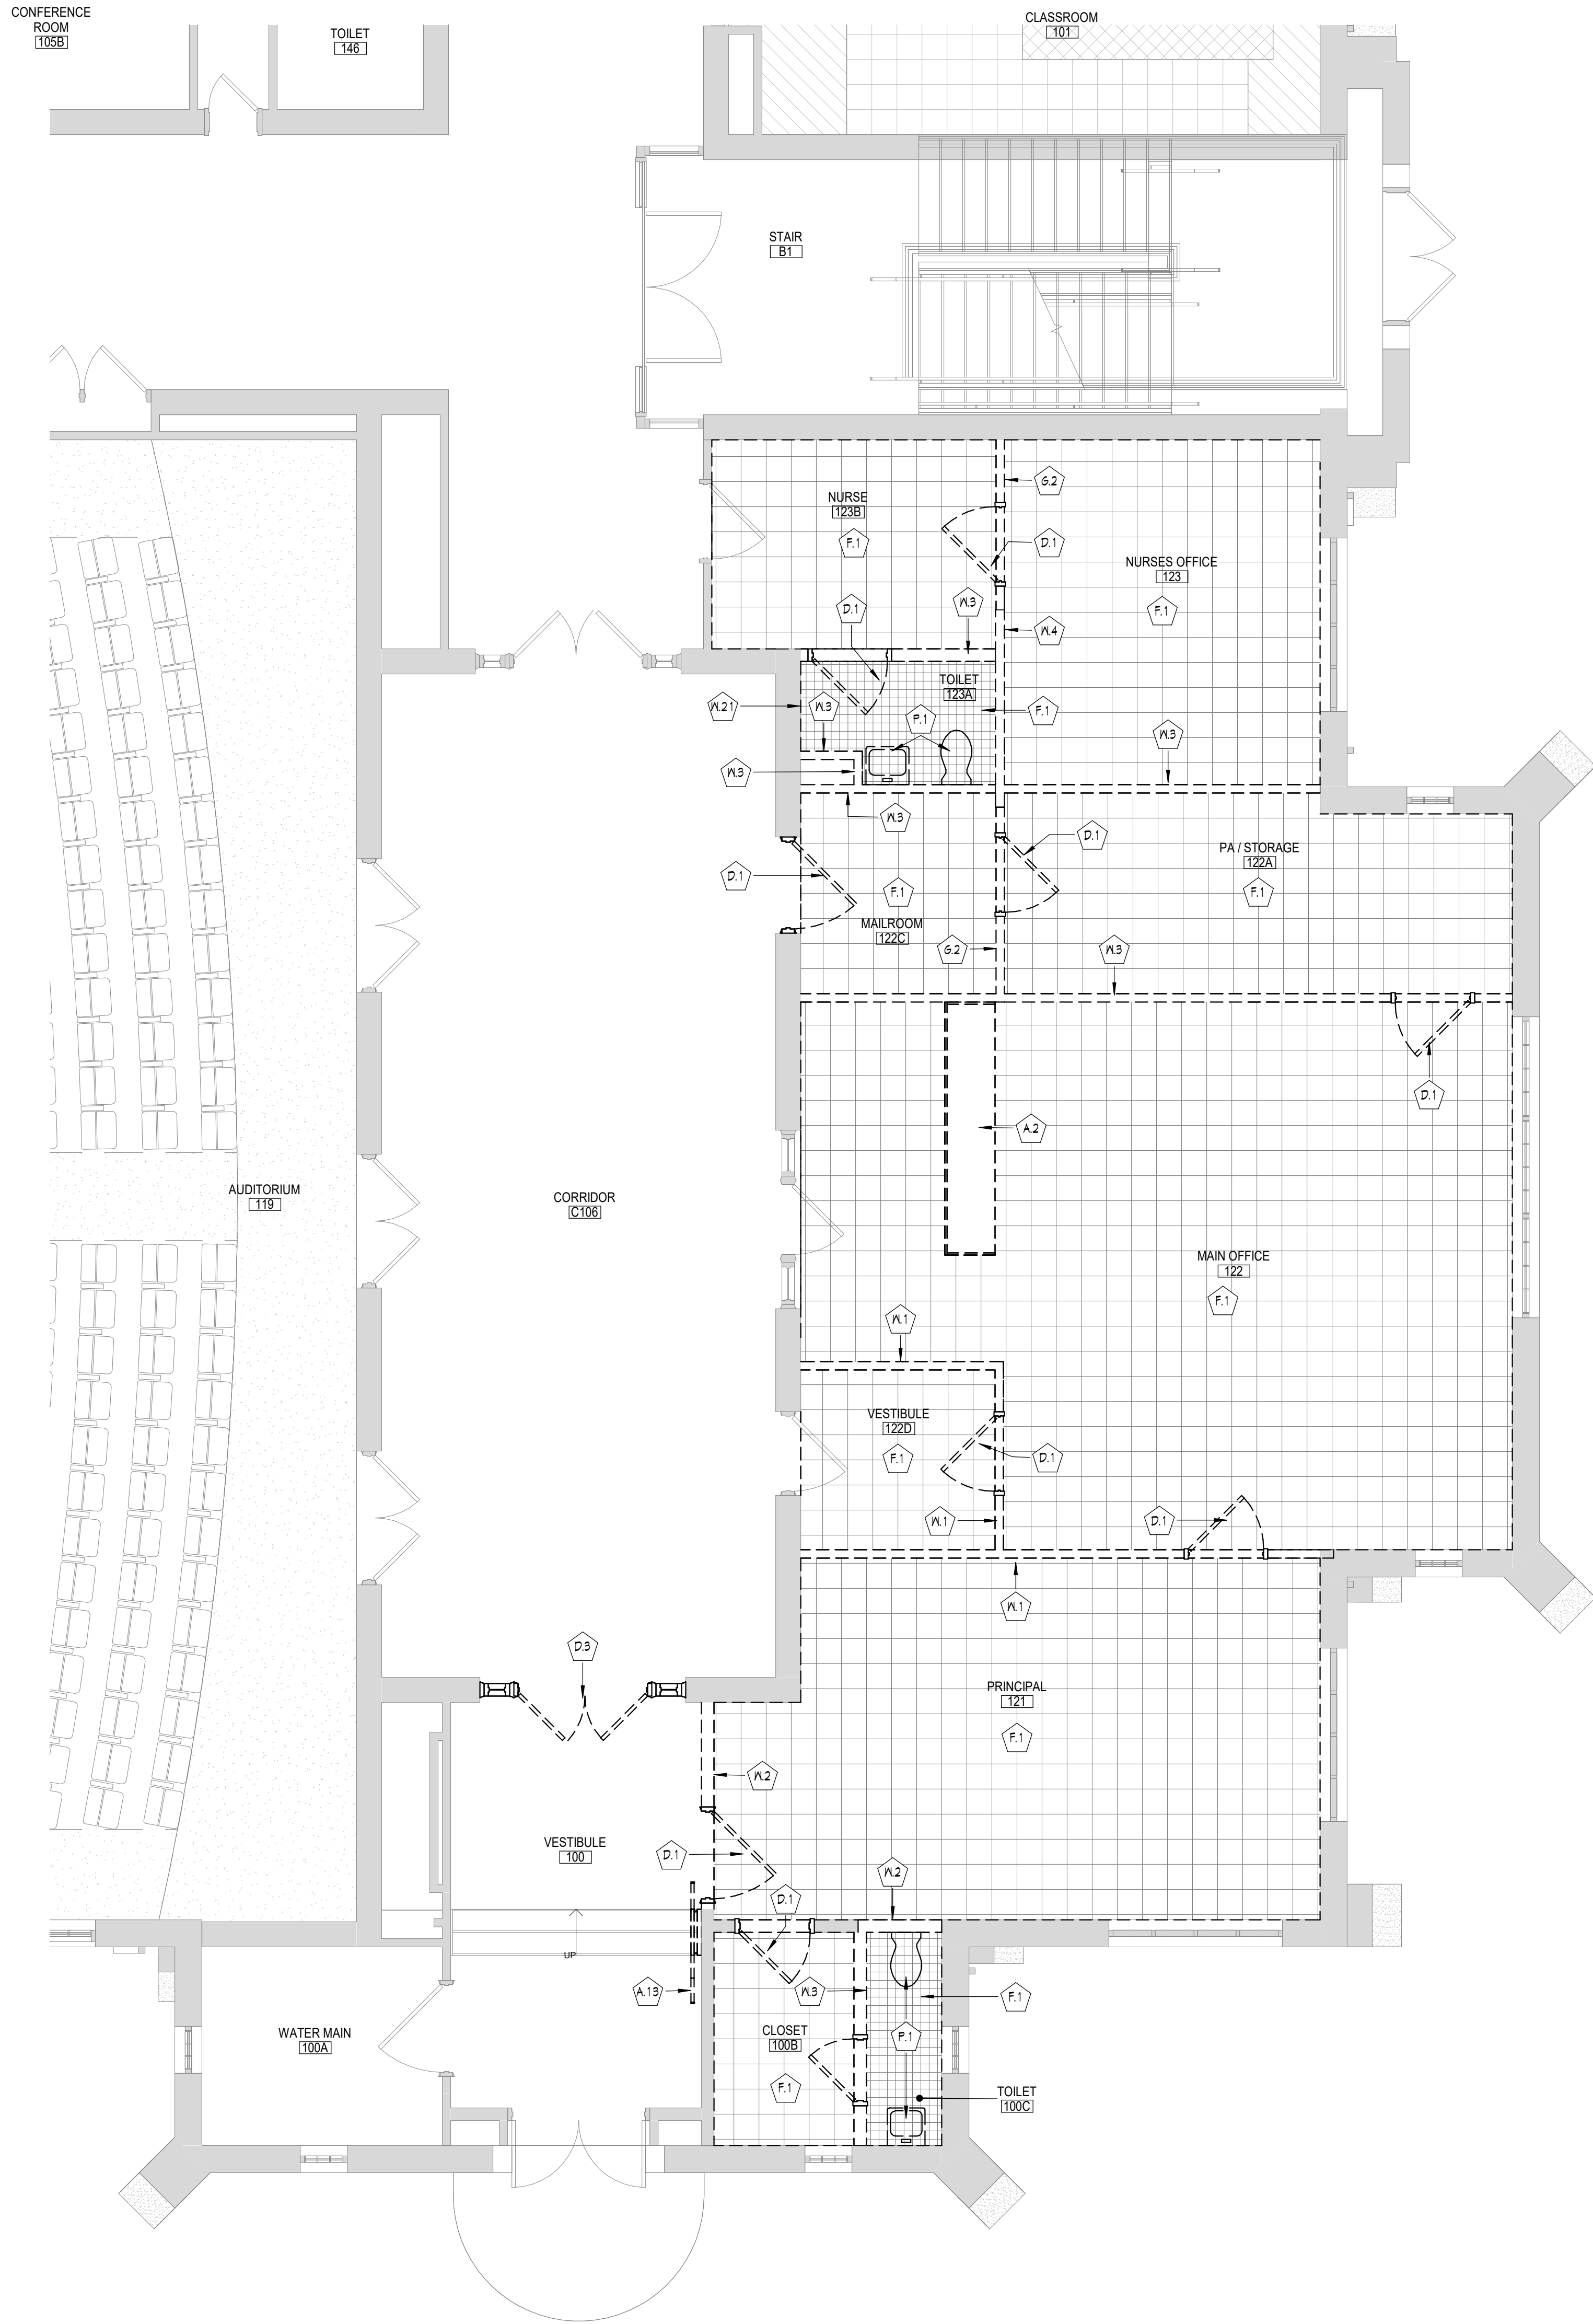 CONFERENCE
ROOM
105B
TOILET
146
CLASSROOM
101
STAIR
B1
G.2
NURSE
123B
F.1
D.1
NURSES OFFICE
123
F.1
D.1
W.3
W.4
TOILET
123A
W.21
W.3
P.1
F.1
W.3
W.3
W.3
D.1
PA / STORAGE
122A
F.1
D.1
F.1
MAILROOM
122C
G.2
W.3
D.1
A.2
AUDITORIUM
119
CORRIDOR
C106
MAIN OFFICE
122
F.1
W.1
VESTIBULE
122D
F.1
D.1
W.1
D.1
W.1
D.3
PRINCIPAL
121
F.1
W.2
VESTIBULE
100
D.1
W.2
D.1
UP
A.13
W.3
F.1
WATER MAIN
100A
CLOSET
100B
P.1
F.1
TOILET
100C